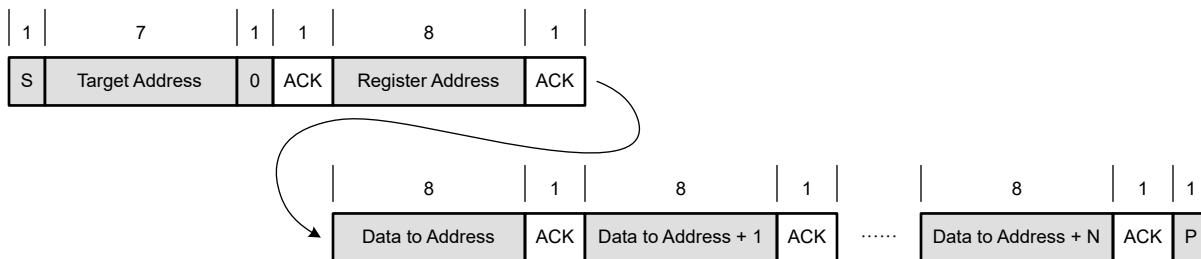 1 7 1 1 8 1
S Target Address 0 ACK Register Address ACK
8 1 8 1 8 1 1
Data to Address ACK Data to Address + 1 ACK ...... Data to Address + N ACK P